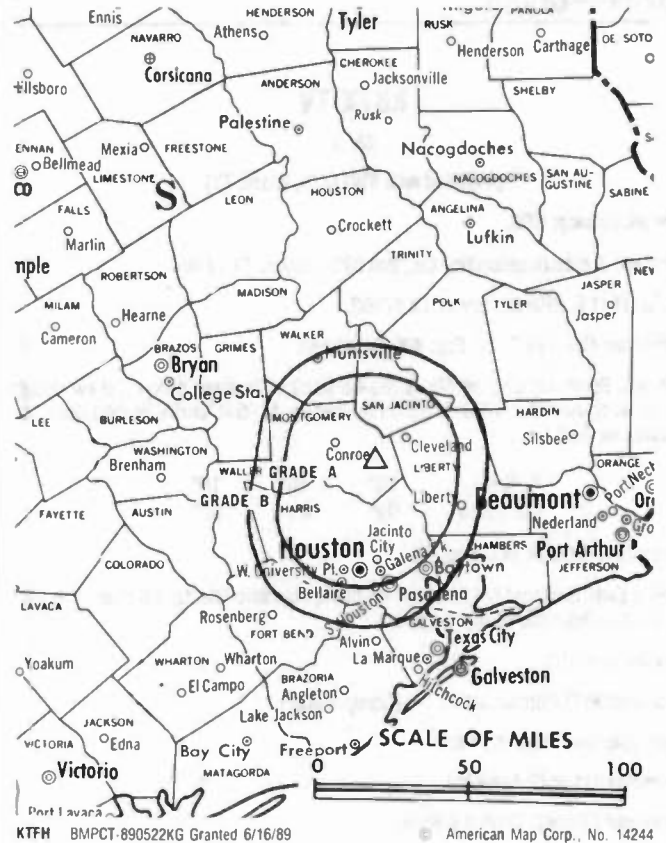 Ennis
HENDERSON
Tyler
RUSK
PANOLA
DE SOTO
NAVARRO
Athens
CHEROKEE
Henderson
Carthage
Corsicana
Jacksonville
ANDERSON
SHELBY
Rusk
Palestine
Mexia
FREESTONE
Nacogdoches
Bellmead
LIMESTONE
S
NACOGDOCHES
SAN AU-
GUSTINE
SABINE
LEON
HOUSTON
FALLS
Crockett
ANGELINA
Lufkin
Marlin
TRINITY
ROBERTSON
MADISON
POLK
TYLER
JASPER
Jasper
MILAM
Hearne
Cameron
WALKER
BRAZOS
GRIMES
Huntsville
Bryan
College Sta.
MONTGOMERY
SAN JACINTO
HARDIN
LEE
BURLESON
Conroe
Cleveland
Silsbee
WASHINGTON
Brenham
WALLER
GRADE A
LIBERTY
ORANGE
GRADE B
HARRIS
Liberty
Beaumont
FAYETTE
AUSTIN
Nederland
Jacinto
City
CHAMBERS
Port Arthur
Houston
Galena Pk.
JEFFERSON
COLORADO
W. University Pl.
Baytown
Bellaire
Pasadena
LAVACA
S. Houston
Rosenberg
FORT BEND
GALVESTON
Alvin
Texas City
WHARTON
Wharton
La Marque
Yoakum
Galveston
El Campo
BRAZORIA
Hitchcock
Angleton
Lake Jackson
JACKSON
VICTORIA
Edna
Bay City
Freeport
SCALE OF MILES
Victorio
MATAGORDA
0 50 100
Port Lavaca
KTFH BMPCT-890522KG Granted 6/16/89 © American Map Corp., No. 14244